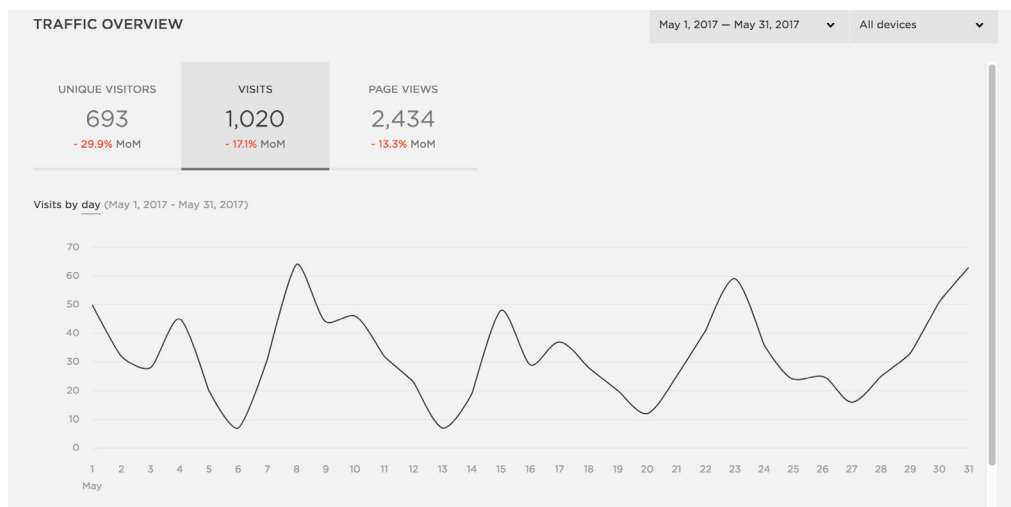 TRAFFIC OVERVIEW
May 1, 2017 — May 31, 2017
All devices
UNIQUE VISITORS
693
- 29.9% MoM
VISITS
1,020
- 17.1% MoM
PAGE VIEWS
2,434
- 13.3% MoM
Visits by day (May 1, 2017 - May 31, 2017)
70
60
50
40
30
20
10
0
1 2 3 4 5 6 7 8 9 10 11 12 13 14 15 16 17 18 19 20 21 22 23 24 25 26 27 28 29 30 31
May